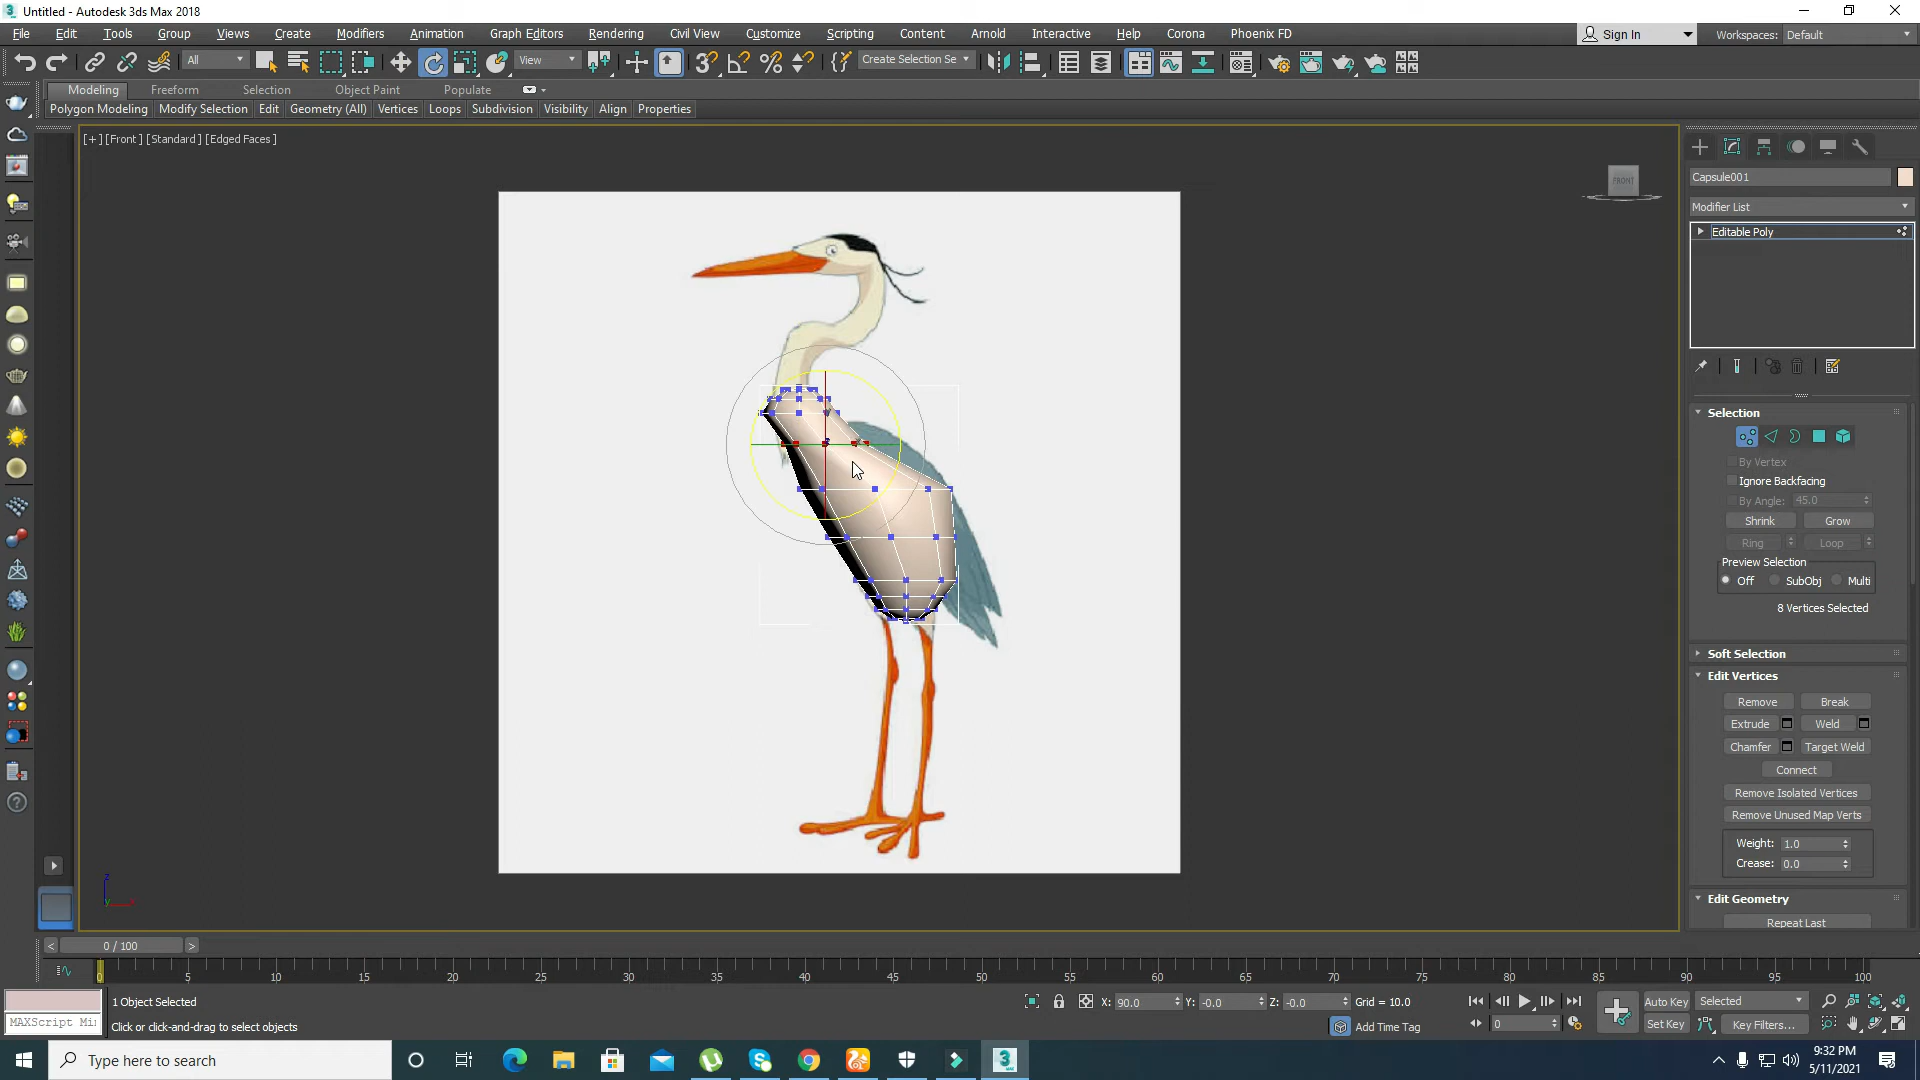 Untitled - Autodesk 3ds Max 2018
File Edit Tools Group Views Create Modifiers Animation Graph Editors Rendering Civil View Customize Scripting Content Arnold Interactive Help Corona Phoenix FD
Sign In
Workspaces: Default
All
View
Create Selection Se
Modeling Freeform Selection Object Paint Populate
Polygon Modeling Modify Selection Edit Geometry (All) Vertices Loops Subdivision Visibility Align Properties
[+] [Front] [Standard] [Edged Faces]
FRONT
Capsule001
Modifier List
Editable Poly
Selection
By Vertex
Ignore Backfacing
By Angle: 45.0
Shrink Grow
Ring Loop
Preview Selection
Off SubObj Multi
8 Vertices Selected
Soft Selection
Edit Vertices
Remove Break
Extrude Weld
Chamfer Target Weld
Connect
Remove Isolated Vertices
Remove Unused Map Verts
Weight: 1.0
Crease: 0.0
Edit Geometry
Repeat Last
z
x
< 0 / 100 >
0 5 10 15 20 25 30 35 40 45 50 55 60 65 70 75 80 85 90 95 100
1 Object Selected
X: 90.0 Y: -0.0 Z: -0.0 Grid = 10.0
Auto Key Selected
MAXScript Mi
Click or click-and-drag to select objects
Add Time Tag
0
Set Key Key Filters...
Type here to search
3
MAX
9:32 PM
5/11/2021